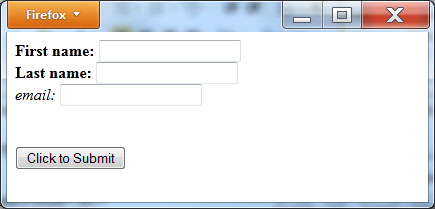 Firefox
First name:
Last name:
email:
Click to Submit